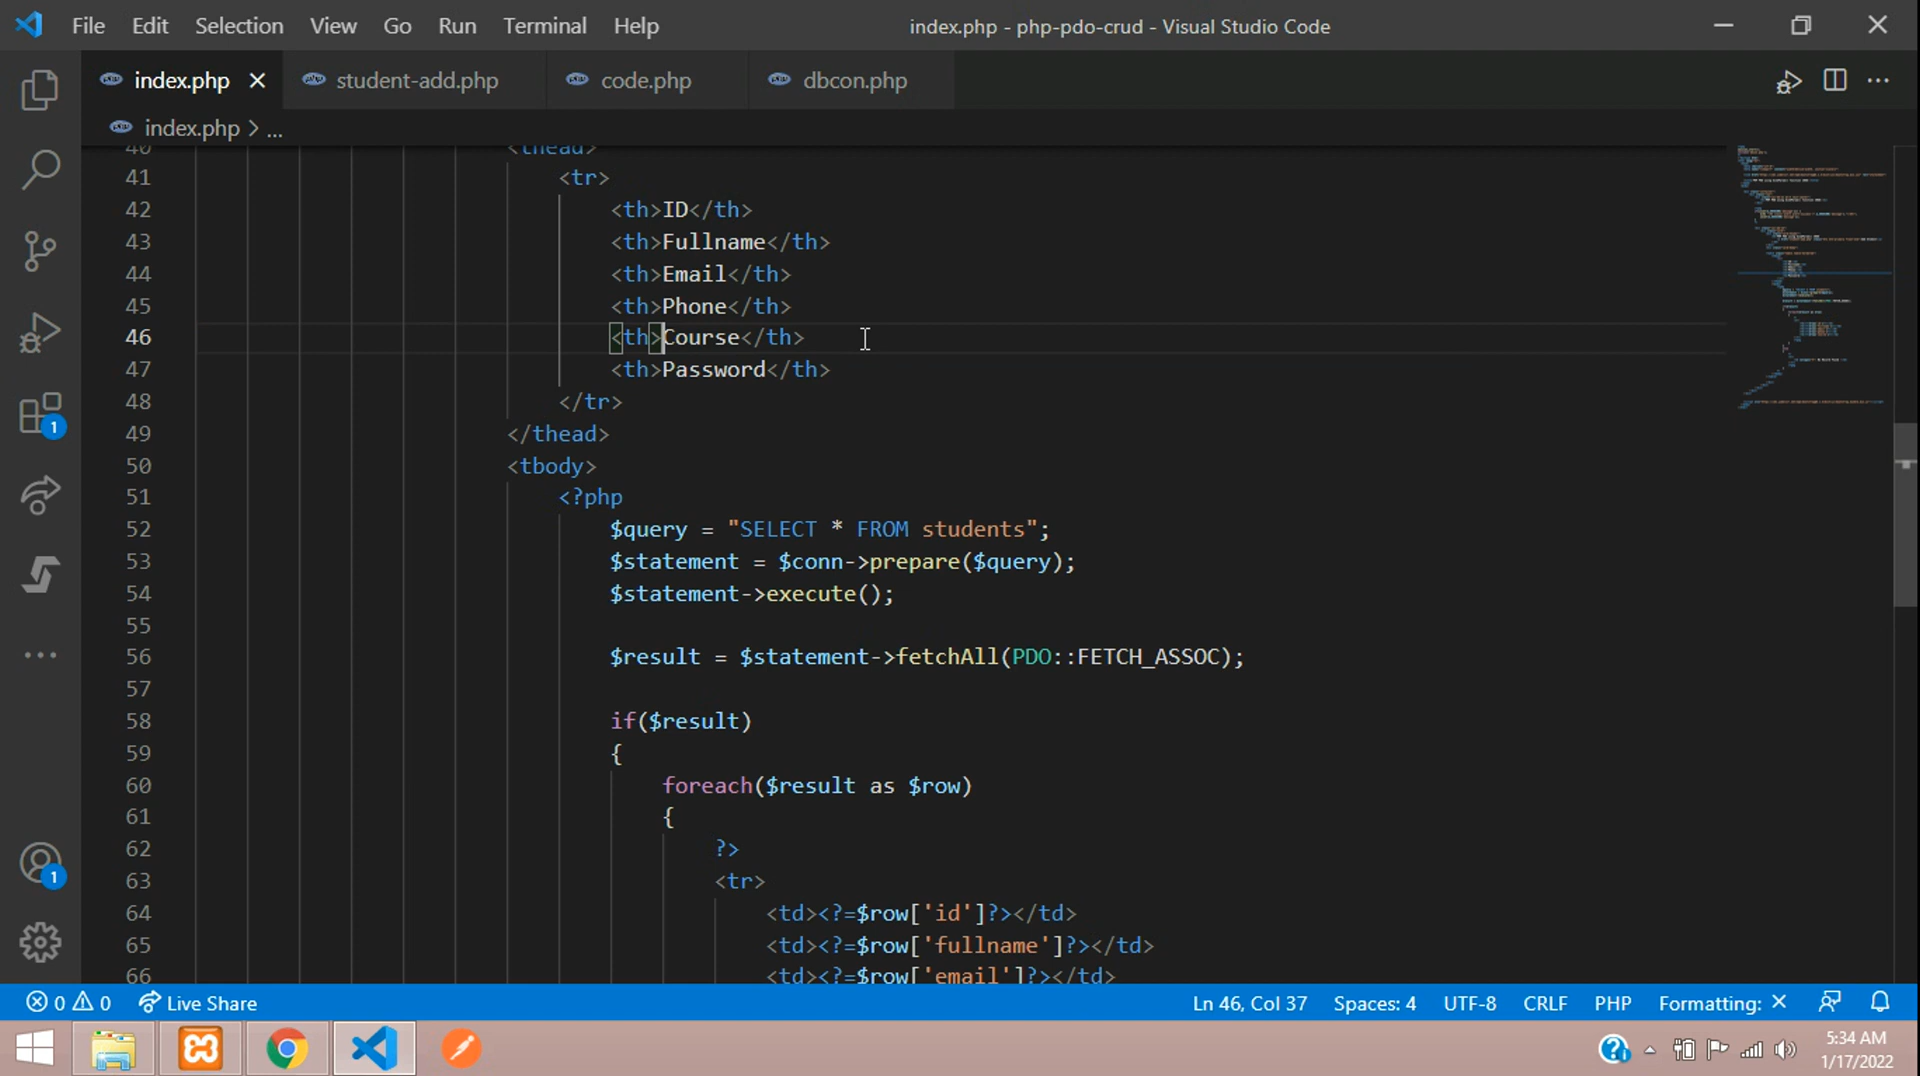 File Edit Selection View Go Run Terminal Help
index.php - php-pdo-crud - Visual Studio Code
index.php student-add.php code.php dbcon.php
index.php > ...
40 <thead>
41 <tr>
42 <th>ID</th>
43 <th>Fullname</th>
44 <th>Email</th>
45 <th>Phone</th>
46 <th>Course</th>
47 <th>Password</th>
48 </tr>
49 </thead>
50 <tbody>
51 <?php
52 $query = "SELECT * FROM students";
53 $statement = $conn->prepare($query);
54 $statement->execute();
55
56 $result = $statement->fetchAll(PDO::FETCH_ASSOC);
57
58 if($result)
59 {
60 foreach($result as $row)
61 {
62 ?>
63 <tr>
64 <td><?=$row['id']?></td>
65 <td><?=$row['fullname']?></td>
66 <td><?=$row['email']?></td>
1
1
0 0 Live Share
Ln 46, Col 37 Spaces: 4 UTF-8 CRLF PHP Formatting: ×
5:34 AM
1/17/2022